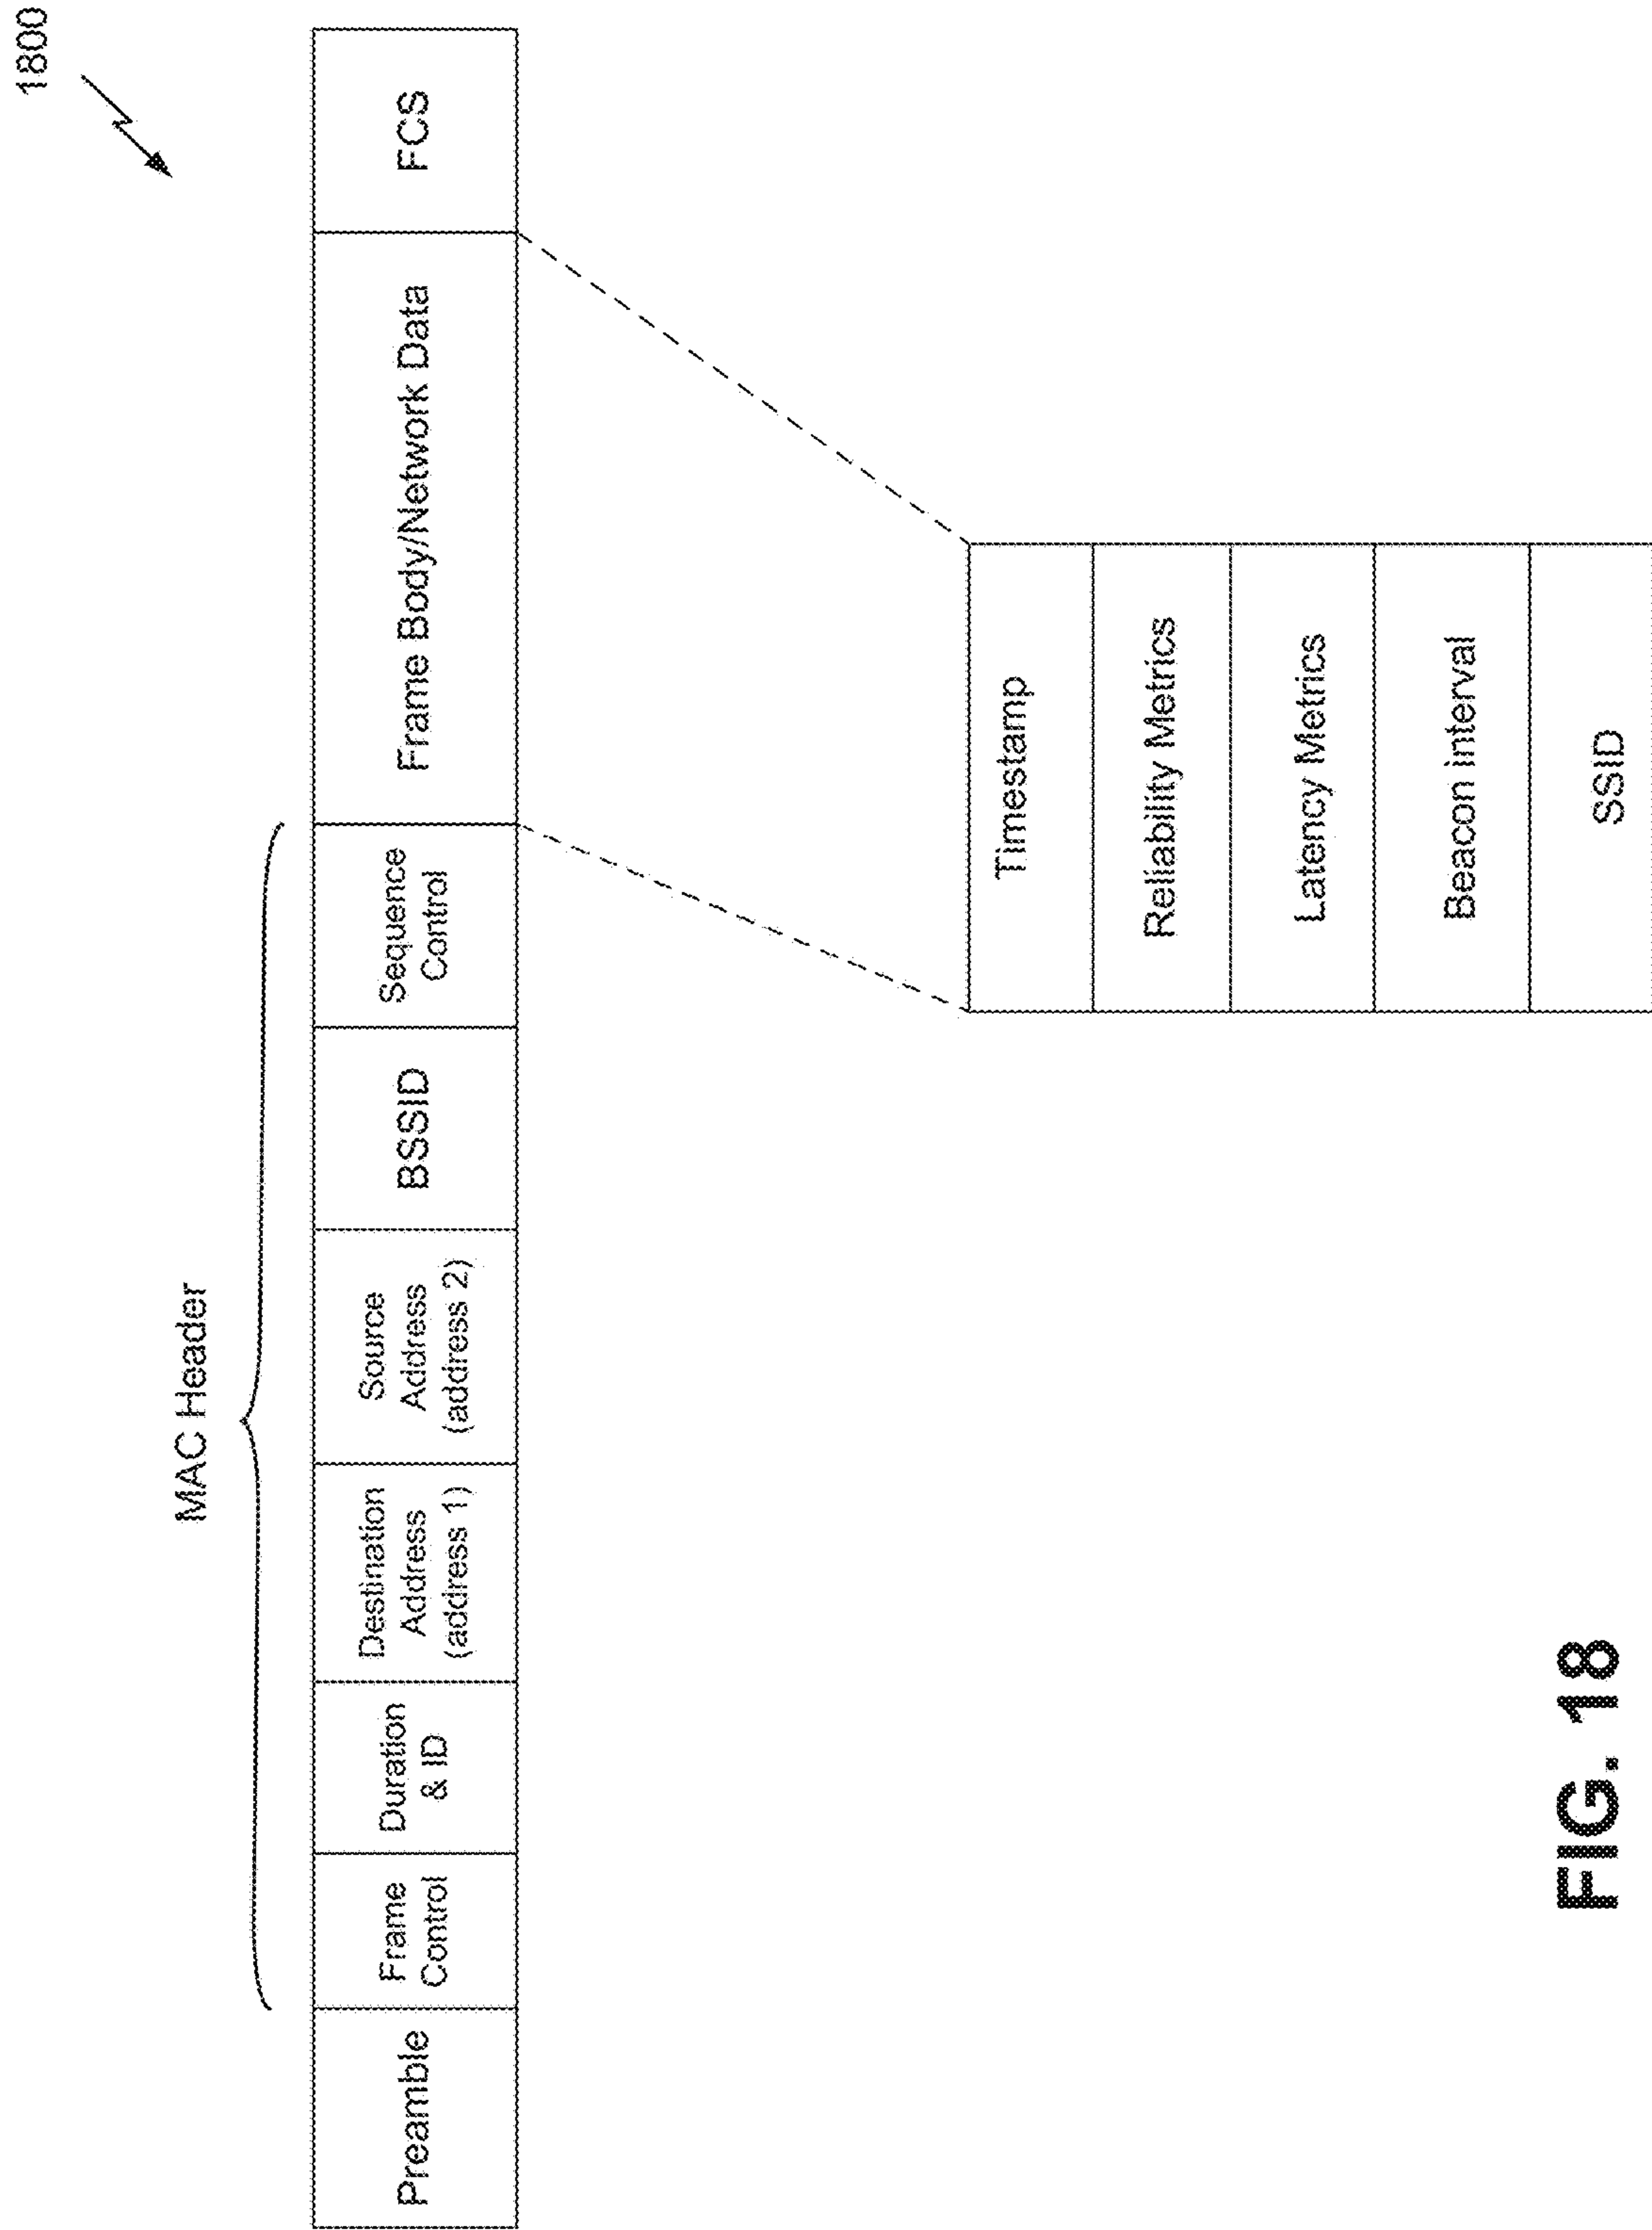 1800
MAC Header
Preamble
Frame
Control
Duration
& ID
Destination
Address
(address 1)
Source
Address
(address 2)
BSSID
Sequence
Control
Frame Body/Network Data
FCS
Timestamp
Reliability Metrics
Latency Metrics
Beacon interval
SSID
FIG. 18